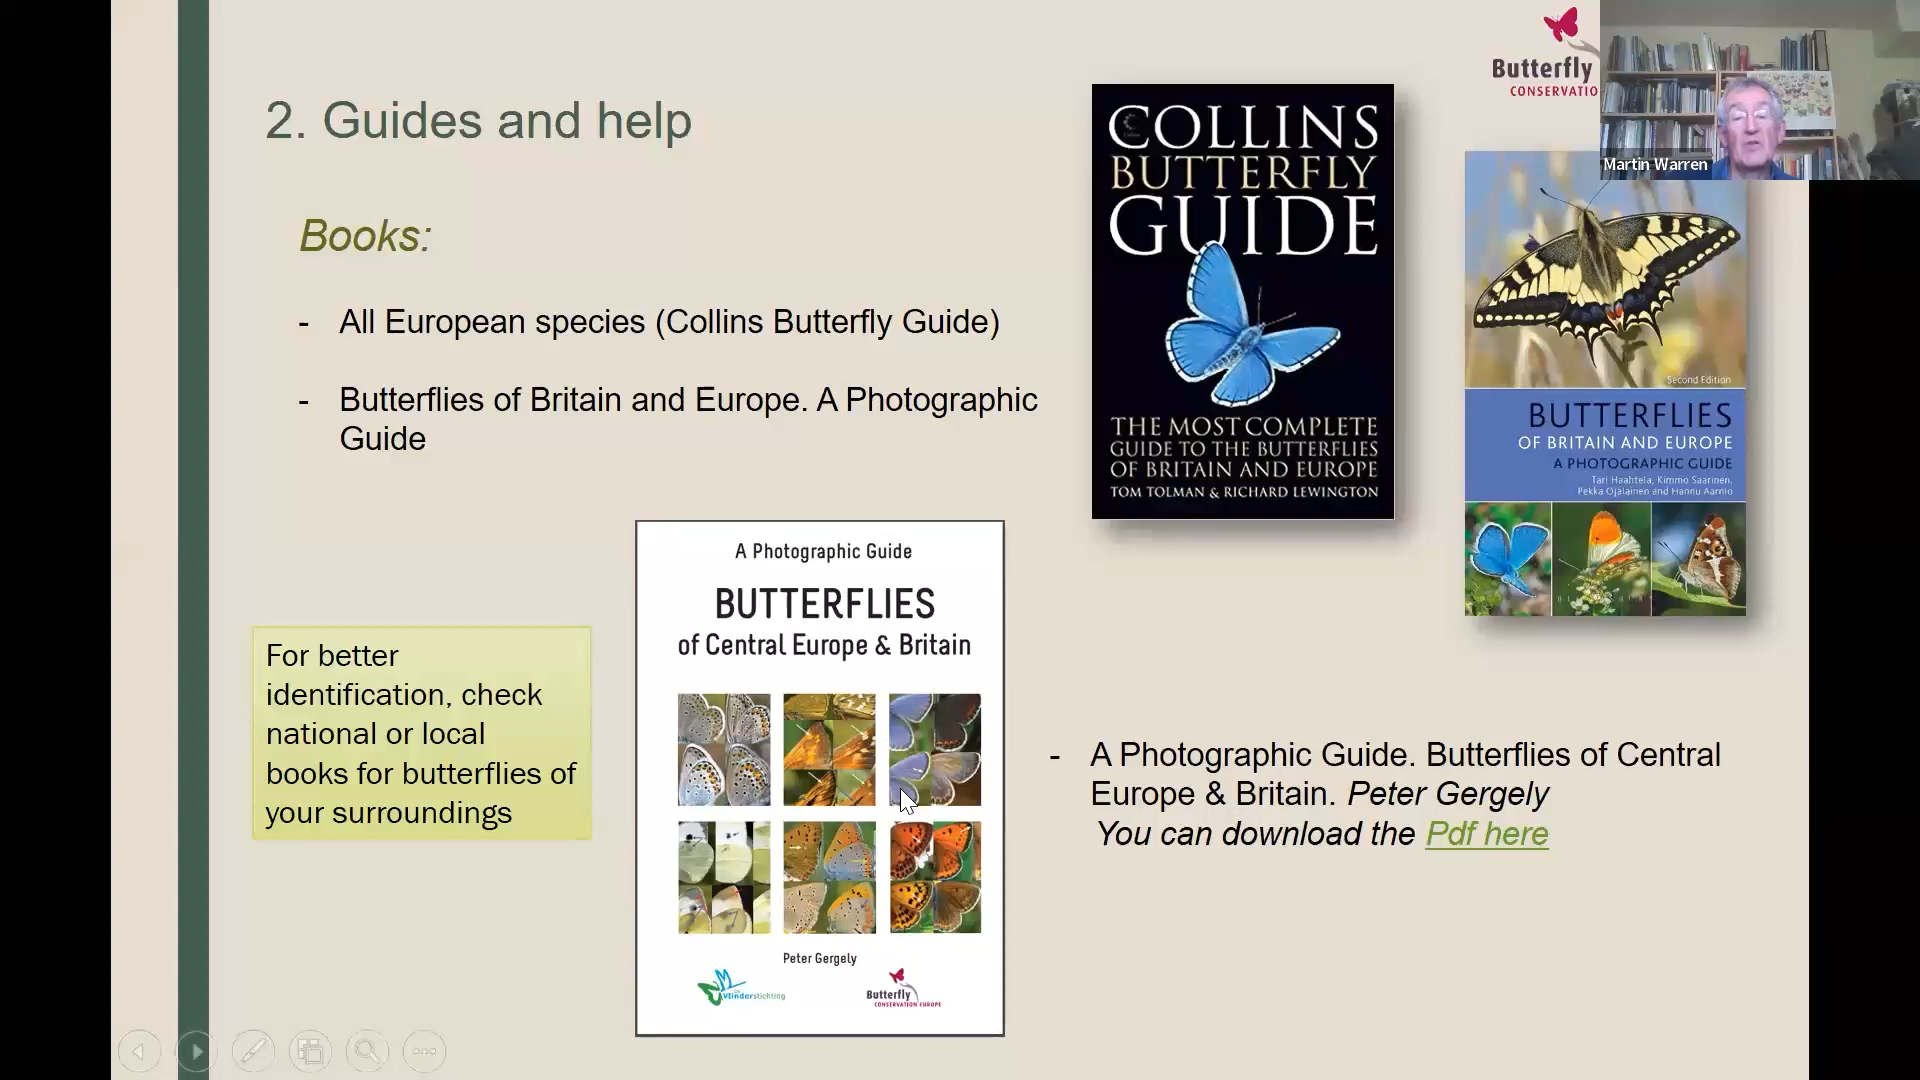 2. Guides and help
Books:
- All European species (Collins Butterfly Guide)
- Butterflies of Britain and Europe. A Photographic
Guide
For better
identification, check
national or local
books for butterflies of
your surroundings
A Photographic Guide
BUTTERFLIES
of Central Europe & Britain
Peter Gergely
De
Vlinderstichting
Butterfly
CONSERVATION EUROPE
COLLINS
BUTTERFLY
GUIDE
THE MOST COMPLETE
GUIDE TO THE BUTTERFLIES
OF BRITAIN AND EUROPE
TOM TOLMAN & RICHARD LEWINGTON
Butterfly
CONSERVATIO
Martin Warren
Second Edition
BUTTERFLIES
OF BRITAIN AND EUROPE
A PHOTOGRAPHIC GUIDE
Tari Haahtela, Kimmo Saarinen,
Pekka Ojalainen and Hannu Aarnio
- A Photographic Guide. Butterflies of Central
Europe & Britain. Peter Gergely
You can download the Pdf here